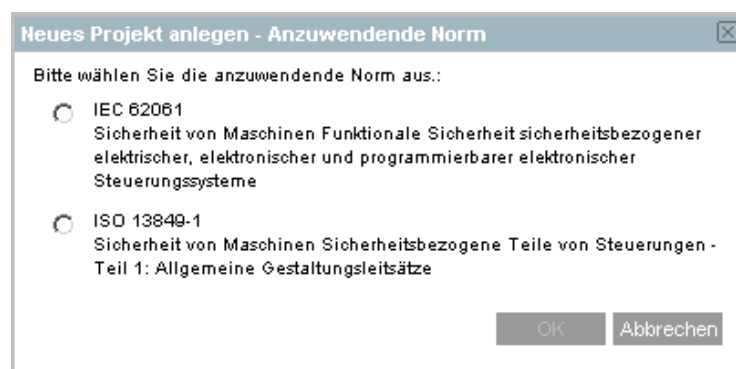 Neues Projekt anlegen - Anzuwendende Norm
Bitte wählen Sie die anzuwendende Norm aus.:
IEC 62061
Sicherheit von Maschinen Funktionale Sicherheit sicherheitsbezogener
elektrischer, elektronischer und programmierbarer elektronischer
Steuerungssysteme
ISO 13849-1
Sicherheit von Maschinen Sicherheitsbezogene Teile von Steuerungen -
Teil 1: Allgemeine Gestaltungsleitsätze
OK Abbrechen